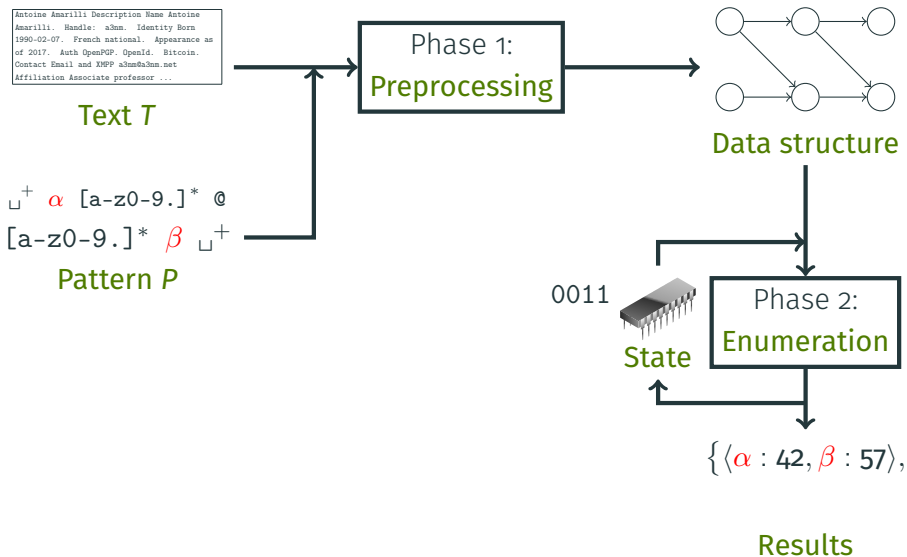 Antoine Amarilli Description Name Antoine
Amarilli. Handle: a3nm. Identity Born
1990-02-07. French national. Appearance as
of 2017. Auth OpenPGP. OpenId. Bitcoin.
Contact Email and XMPP a3nm@a3nm.net
Affiliation Associate professor ...
Text T
Phase 1:
Preprocessing
Data structure
␣⁺ α [a-z0-9.]* @
[a-z0-9.]* β ␣⁺
Pattern P
0011
State
Phase 2:
Enumeration
{⟨α : 42, β : 57⟩,
Results